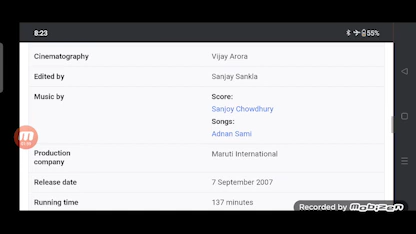 8:23
55%
Cinematography Vijay Arora
Edited by Sanjay Sankla
Music by Score:
Sanjoy Chowdhury
Songs:
Adnan Sami
Production company Maruti International
Release date 7 September 2007
Running time 137 minutes
Recorded by Mobizen